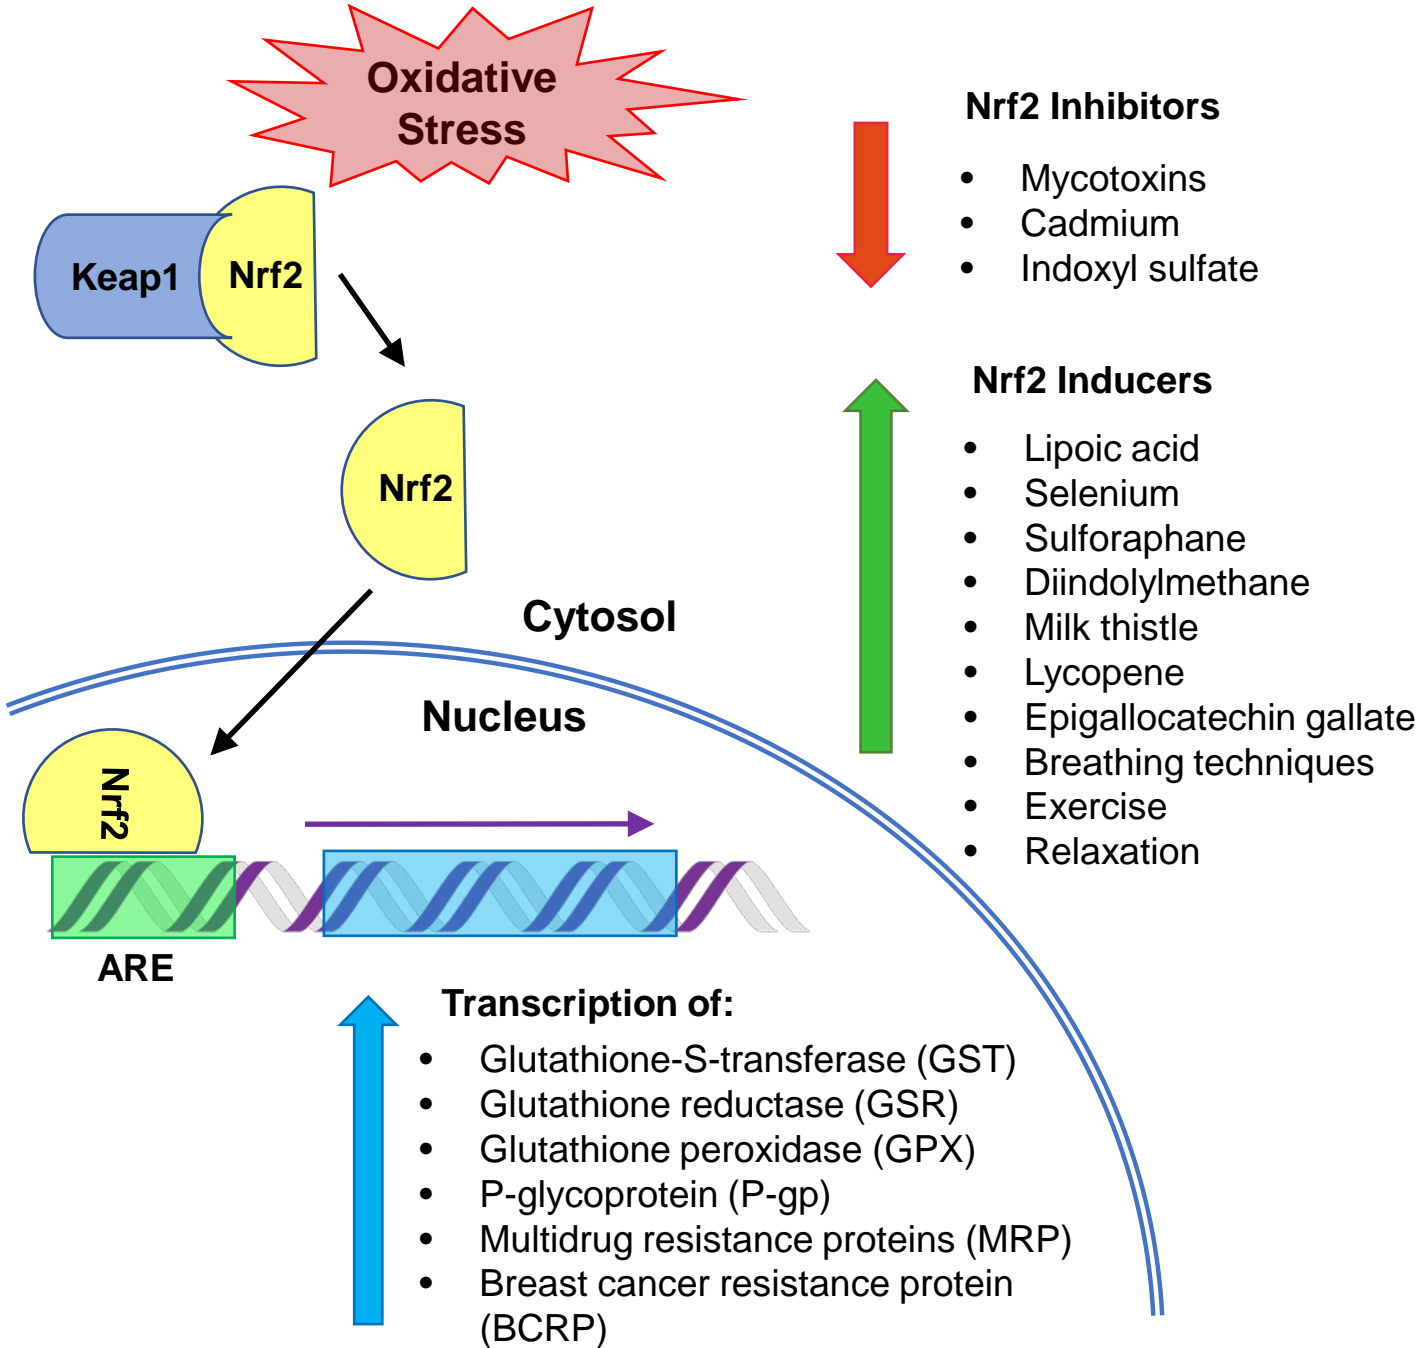 Oxidative
Stress
Keap1
Nrf2
Nrf2
Cytosol
Nucleus
Nrf2
ARE
Nrf2 Inhibitors
• Mycotoxins
• Cadmium
• Indoxyl sulfate
Nrf2 Inducers
• Lipoic acid
• Selenium
• Sulforaphane
• Diindolylmethane
• Milk thistle
• Lycopene
• Epigallocatechin gallate
• Breathing techniques
• Exercise
• Relaxation
Transcription of:
• Glutathione-S-transferase (GST)
• Glutathione reductase (GSR)
• Glutathione peroxidase (GPX)
• P-glycoprotein (P-gp)
• Multidrug resistance proteins (MRP)
• Breast cancer resistance protein
(BCRP)